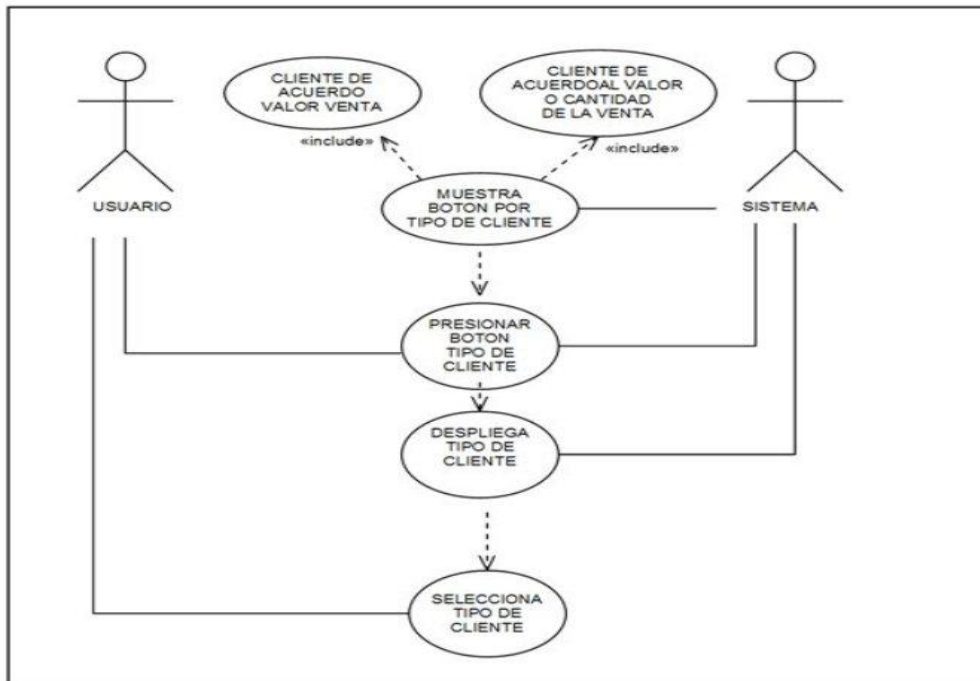 CLIENTE DE
ACUERDO
VALOR VENTA
CLIENTE DE
ACUERDOAL VALOR
O CANTIDAD
DE LA VENTA
«include»
«include»
MUESTRA
BOTON POR
TIPO DE CLIENTE
USUARIO
SISTEMA
PRESIONAR
BOTON
TIPO DE
CLIENTE
DESPLIEGA
TIPO DE
CLIENTE
SELECCIONA
TIPO DE
CLIENTE